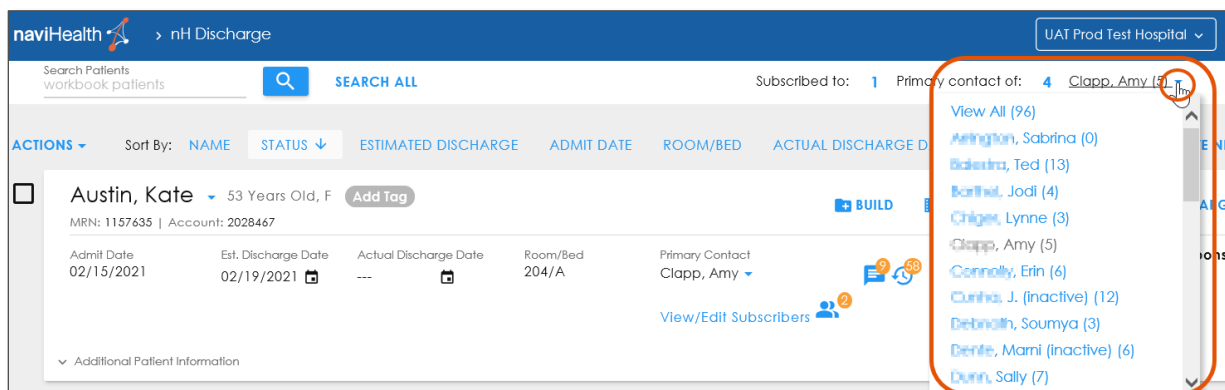 naviHealth > nH Discharge UAT Prod Test Hospital
Search Patients
workbook patients
SEARCH ALL
Subscribed to: 1 Primary contact of: 4 Clapp, Amy (5)
View All (96)
, Sabrina (0)
, Ted (13)
, Jodi (4)
, Lynne (3)
Clapp, Amy (5)
, Erin (6)
, J. (inactive) (12)
, Soumya (3)
, Marni (inactive) (6)
, Sally (7)
ACTIONS Sort By: NAME STATUS ↓ ESTIMATED DISCHARGE ADMIT DATE ROOM/BED ACTUAL DISCHARGE D
Austin, Kate 53 Years Old, F Add Tag
MRN: 1157635 | Account: 2028467
BUILD
Admit Date Est. Discharge Date Actual Discharge Date Room/Bed Primary Contact
02/15/2021 02/19/2021 --- 204/A Clapp, Amy 9 58
View/Edit Subscribers 2
Additional Patient Information